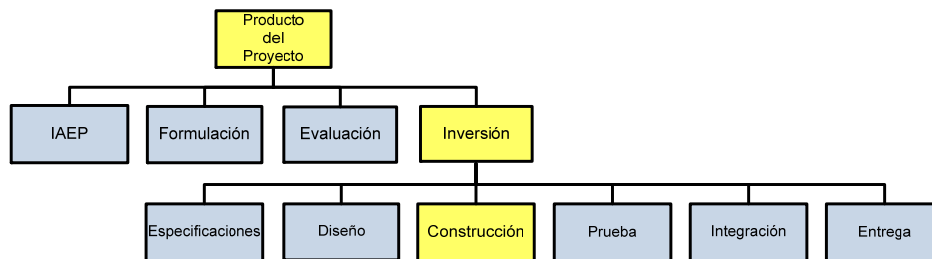 Producto
del
Proyecto
IAEP
Formulación
Evaluación
Inversión
Especificaciones
Diseño
Construcción
Prueba
Integración
Entrega